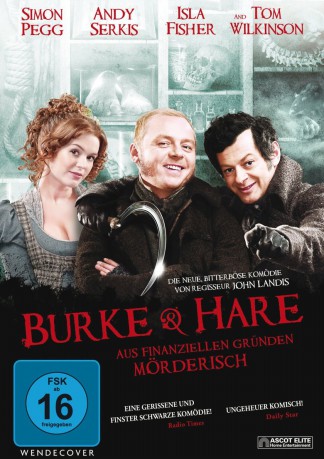 SIMON PEGG
ANDY SERKIS
ISLA FISHER
AND TOM WILKINSON
DIE NEUE, BITTERBÖSE KOMÖDIE
VON REGISSEUR JOHN LANDIS
BURKE & HARE
AUS FINANZIELLEN GRÜNDEN
MÖRDERISCH
FSK
ab
16
freigegeben
WENDECOVER
EINE GERISSENE UND
FINSTER SCHWARZE KOMÖDIE!
Radio Times
UNGEHEUER KOMISCH!
Daily Star
ASCOT ELITE
Home Entertainment